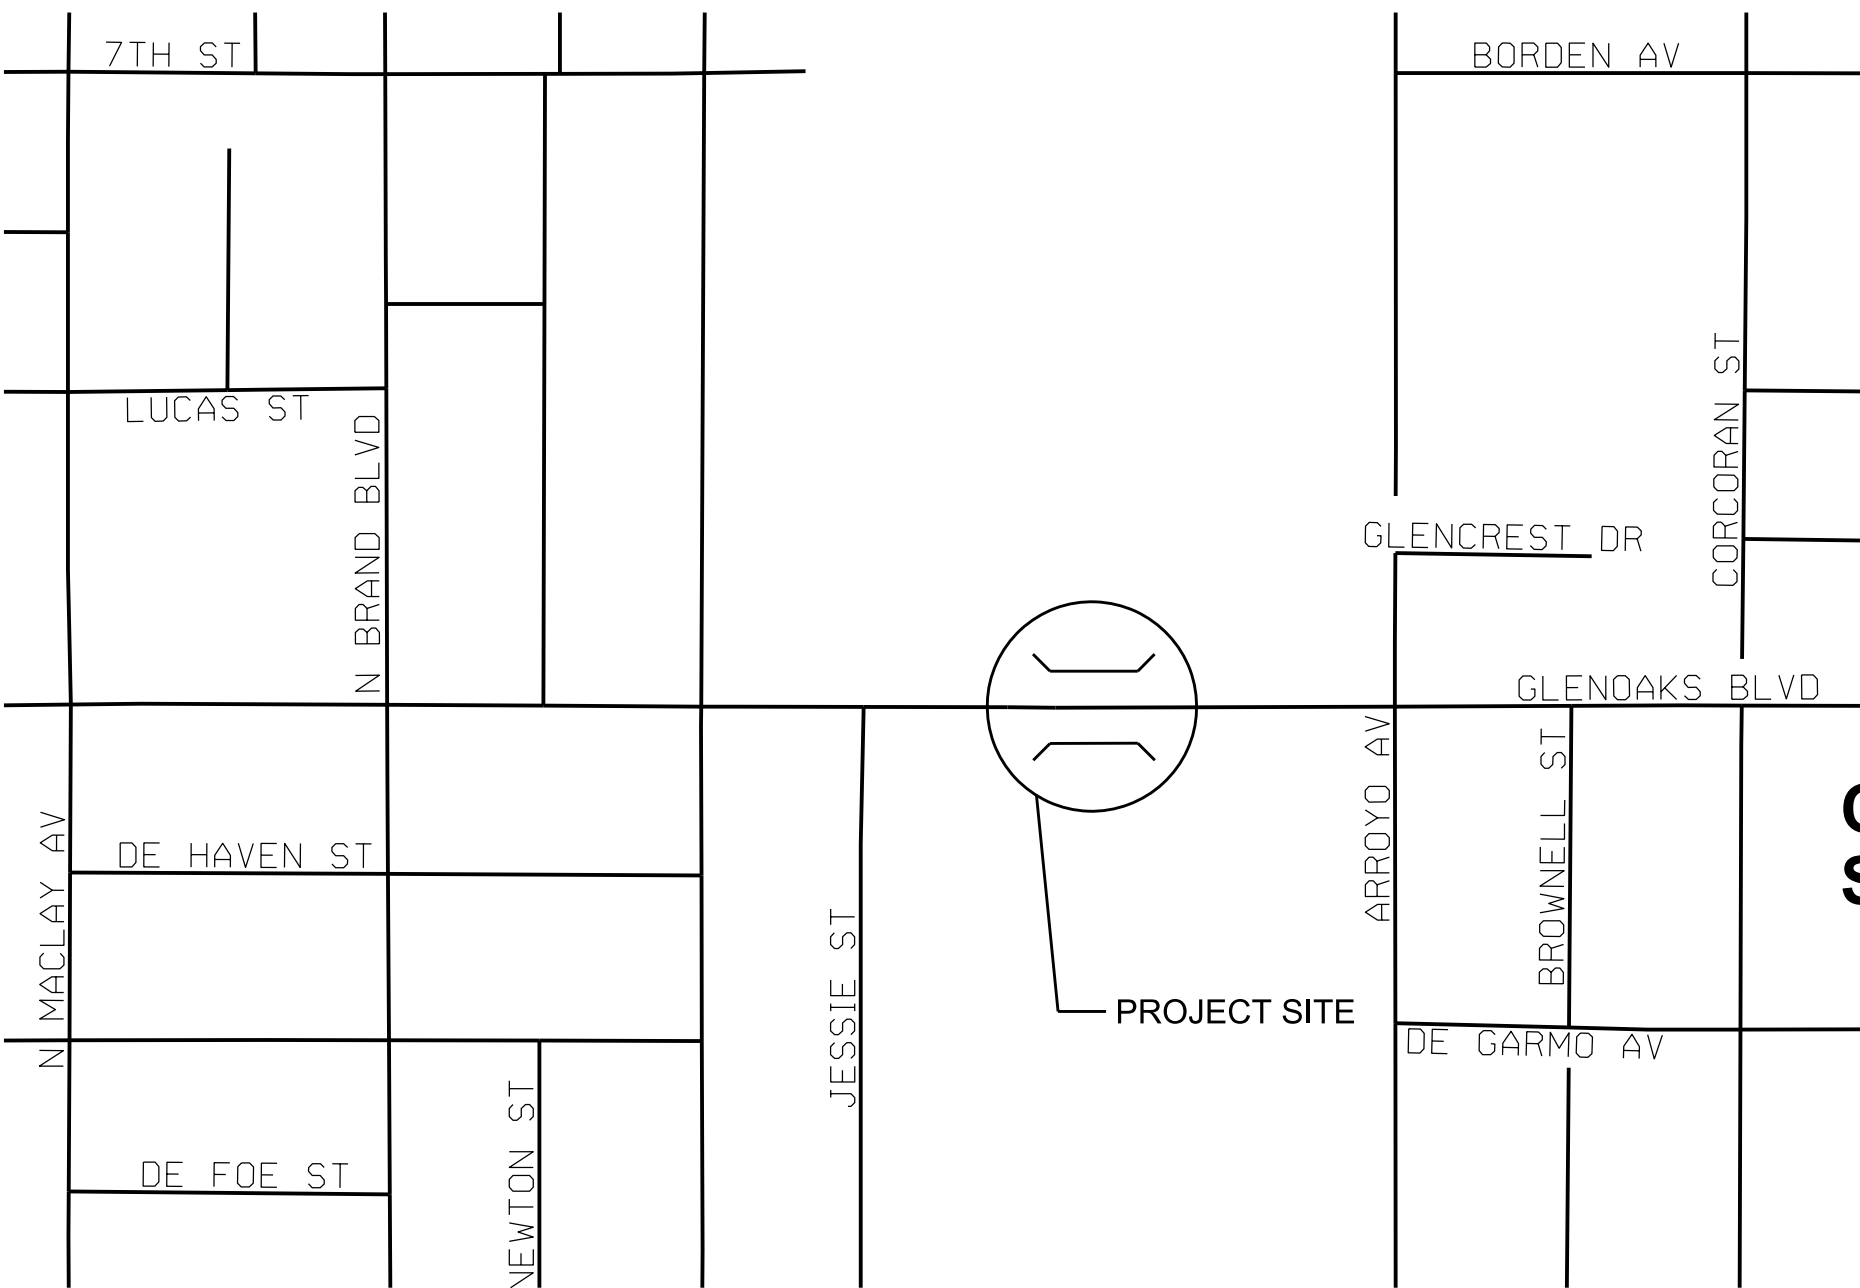 7TH ST
BORDEN AV
LUCAS ST
N BRAND BLVD
CORCORAN ST
GLENCREST DR
GLENOAKS BLVD
N MACLAY AV
DE HAVEN ST
ARROYO AV
BROWNELL ST
JESSIE ST
PROJECT SITE
DE GARMO AV
NEWTON ST
DE FOE ST